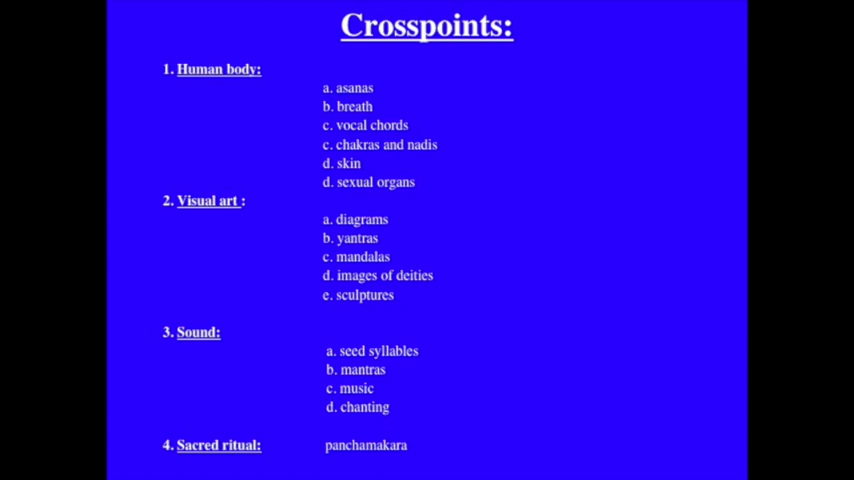 Crosspoints:
1. Human body:
a. asanas
b. breath
c. vocal chords
c. chakras and nadis
d. skin
d. sexual organs
2. Visual art :
a. diagrams
b. yantras
c. mandalas
d. images of deities
e. sculptures
3. Sound:
a. seed syllables
b. mantras
c. music
d. chanting
4. Sacred ritual: panchamakara